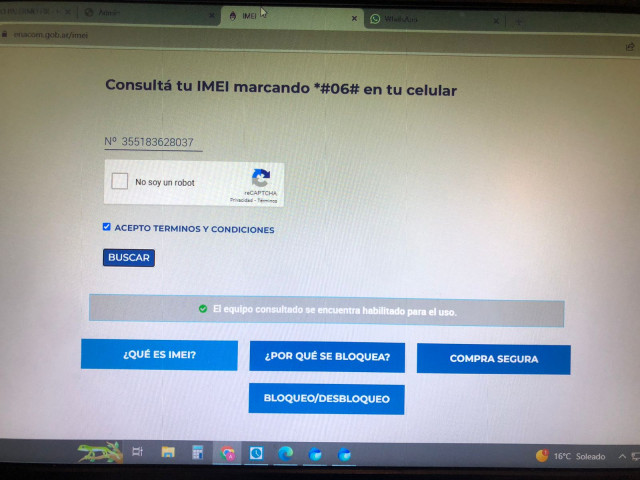 IMEI
WhatsApp
enacom.gob.ar/imei
Consultá tu IMEI marcando *#06# en tu celular
Nº 355183628037
No soy un robot
reCAPTCHA
Privacidad - Términos
ACEPTO TERMINOS Y CONDICIONES
BUSCAR
El equipo consultado se encuentra habilitado para el uso.
¿QUÉ ES IMEI?
¿POR QUÉ SE BLOQUEA?
COMPRA SEGURA
BLOQUEO/DESBLOQUEO
16°C Soleado